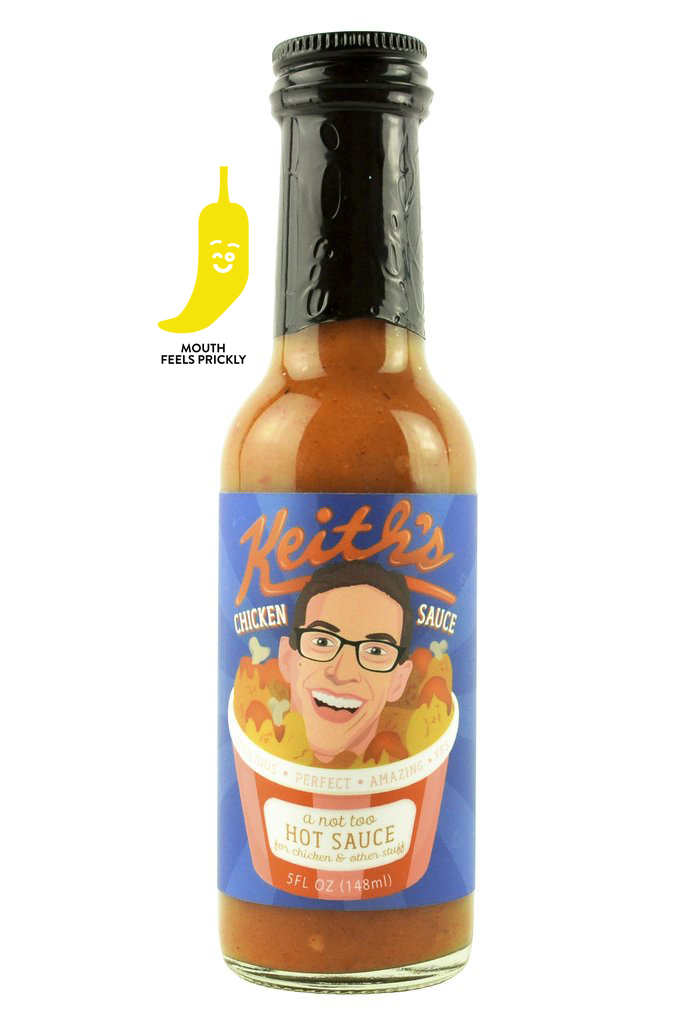 MOUTH
FEELS PRICKLY
Keith's
CHICKEN SAUCE
PERFECT • AMAZING •
a not too
HOT SAUCE
for chicken & other stuff
5FL OZ (148ml)